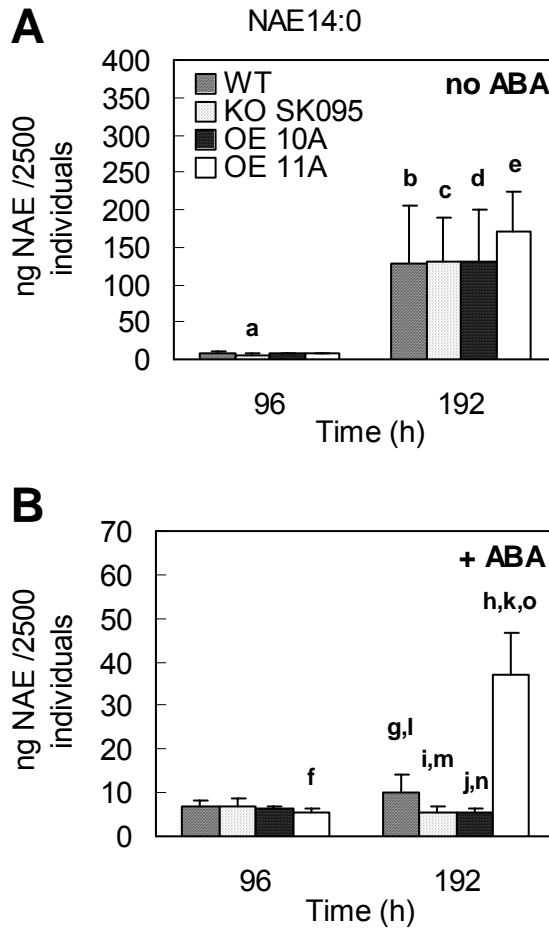 A
NAE14:0
400
350
300
250
200
150
100
50
0
ng NAE /2500
individuals
WT
KO SK095
OE 10A
OE 11A
no ABA
a
b
c
d
e
96
192
Time (h)
B
70
60
50
40
30
20
10
0
ng NAE /2500
individuals
+ ABA
f
g,l
i,m
j,n
h,k,o
96
192
Time (h)